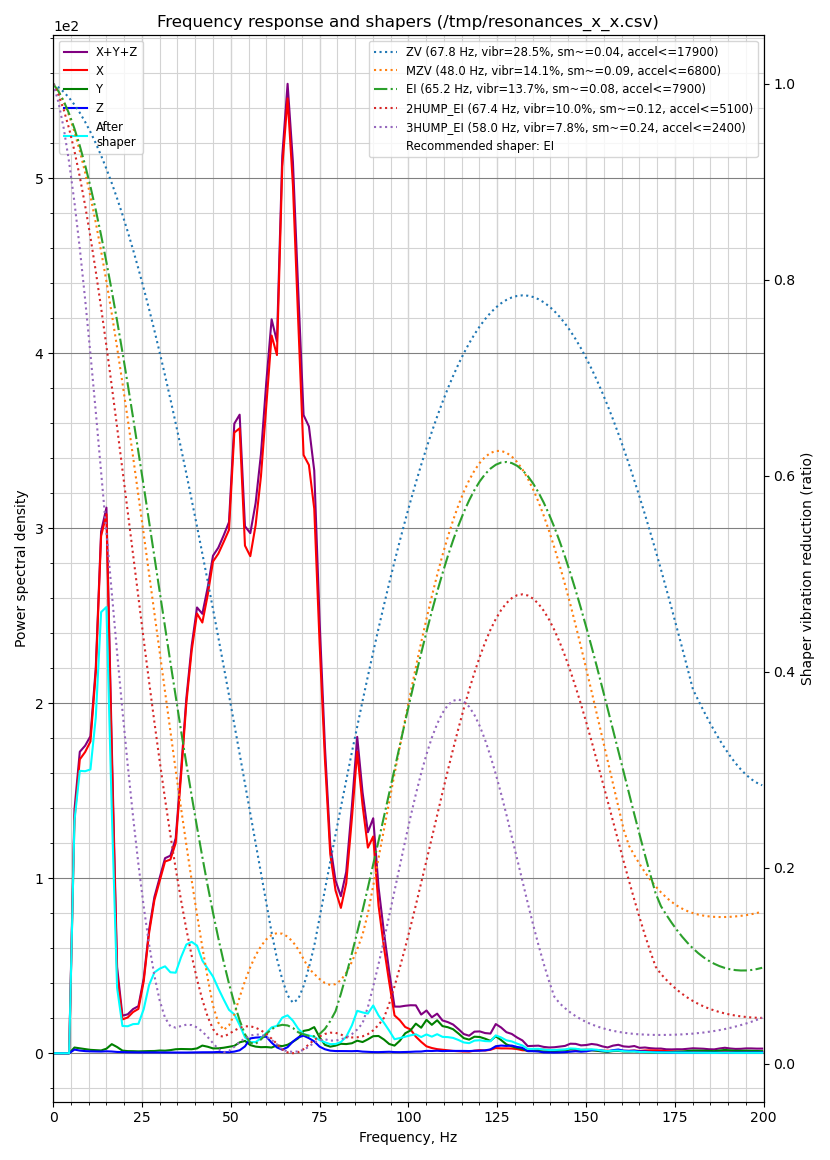 Frequency response and shapers (/tmp/resonances_x_x.csv)
1e2
X+Y+Z
X
Y
Z
After
shaper
ZV (67.8 Hz, vibr=28.5%, sm~=0.04, accel<=17900)
MZV (48.0 Hz, vibr=14.1%, sm~=0.09, accel<=6800)
EI (65.2 Hz, vibr=13.7%, sm~=0.08, accel<=7900)
2HUMP_EI (67.4 Hz, vibr=10.0%, sm~=0.12, accel<=5100)
3HUMP_EI (58.0 Hz, vibr=7.8%, sm~=0.24, accel<=2400)
Recommended shaper: EI
5
4
3
2
1
0
Power spectral density
1.0
0.8
0.6
0.4
0.2
0.0
Shaper vibration reduction (ratio)
0
25
50
75
100
125
150
175
200
Frequency, Hz